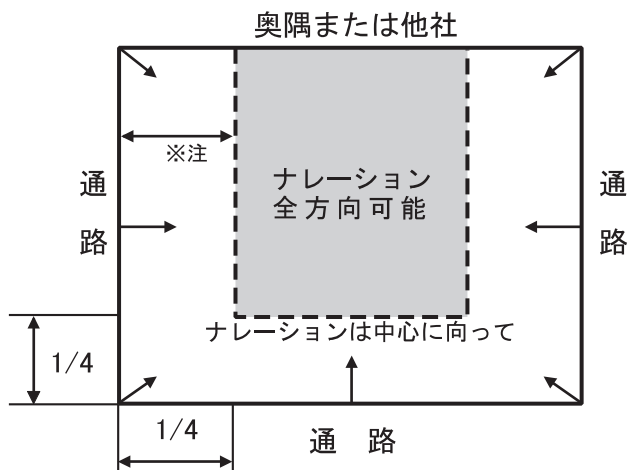 奥隅または他社
※注
ナレーション
全方向可能
通路
通路
ナレーションは中心に向って
1/4
1/4
通 路